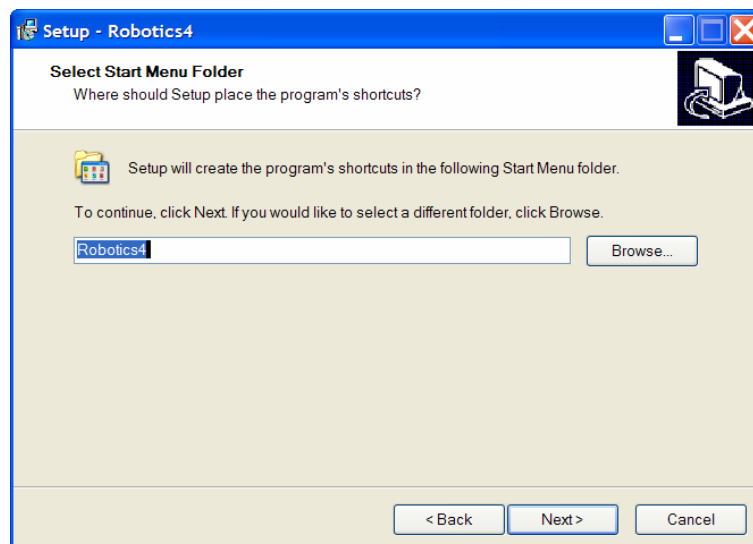 Setup - Robotics4
Select Start Menu Folder
Where should Setup place the program's shortcuts?
Setup will create the program's shortcuts in the following Start Menu folder.
To continue, click Next. If you would like to select a different folder, click Browse.
Robotics4
Browse...
< Back
Next >
Cancel